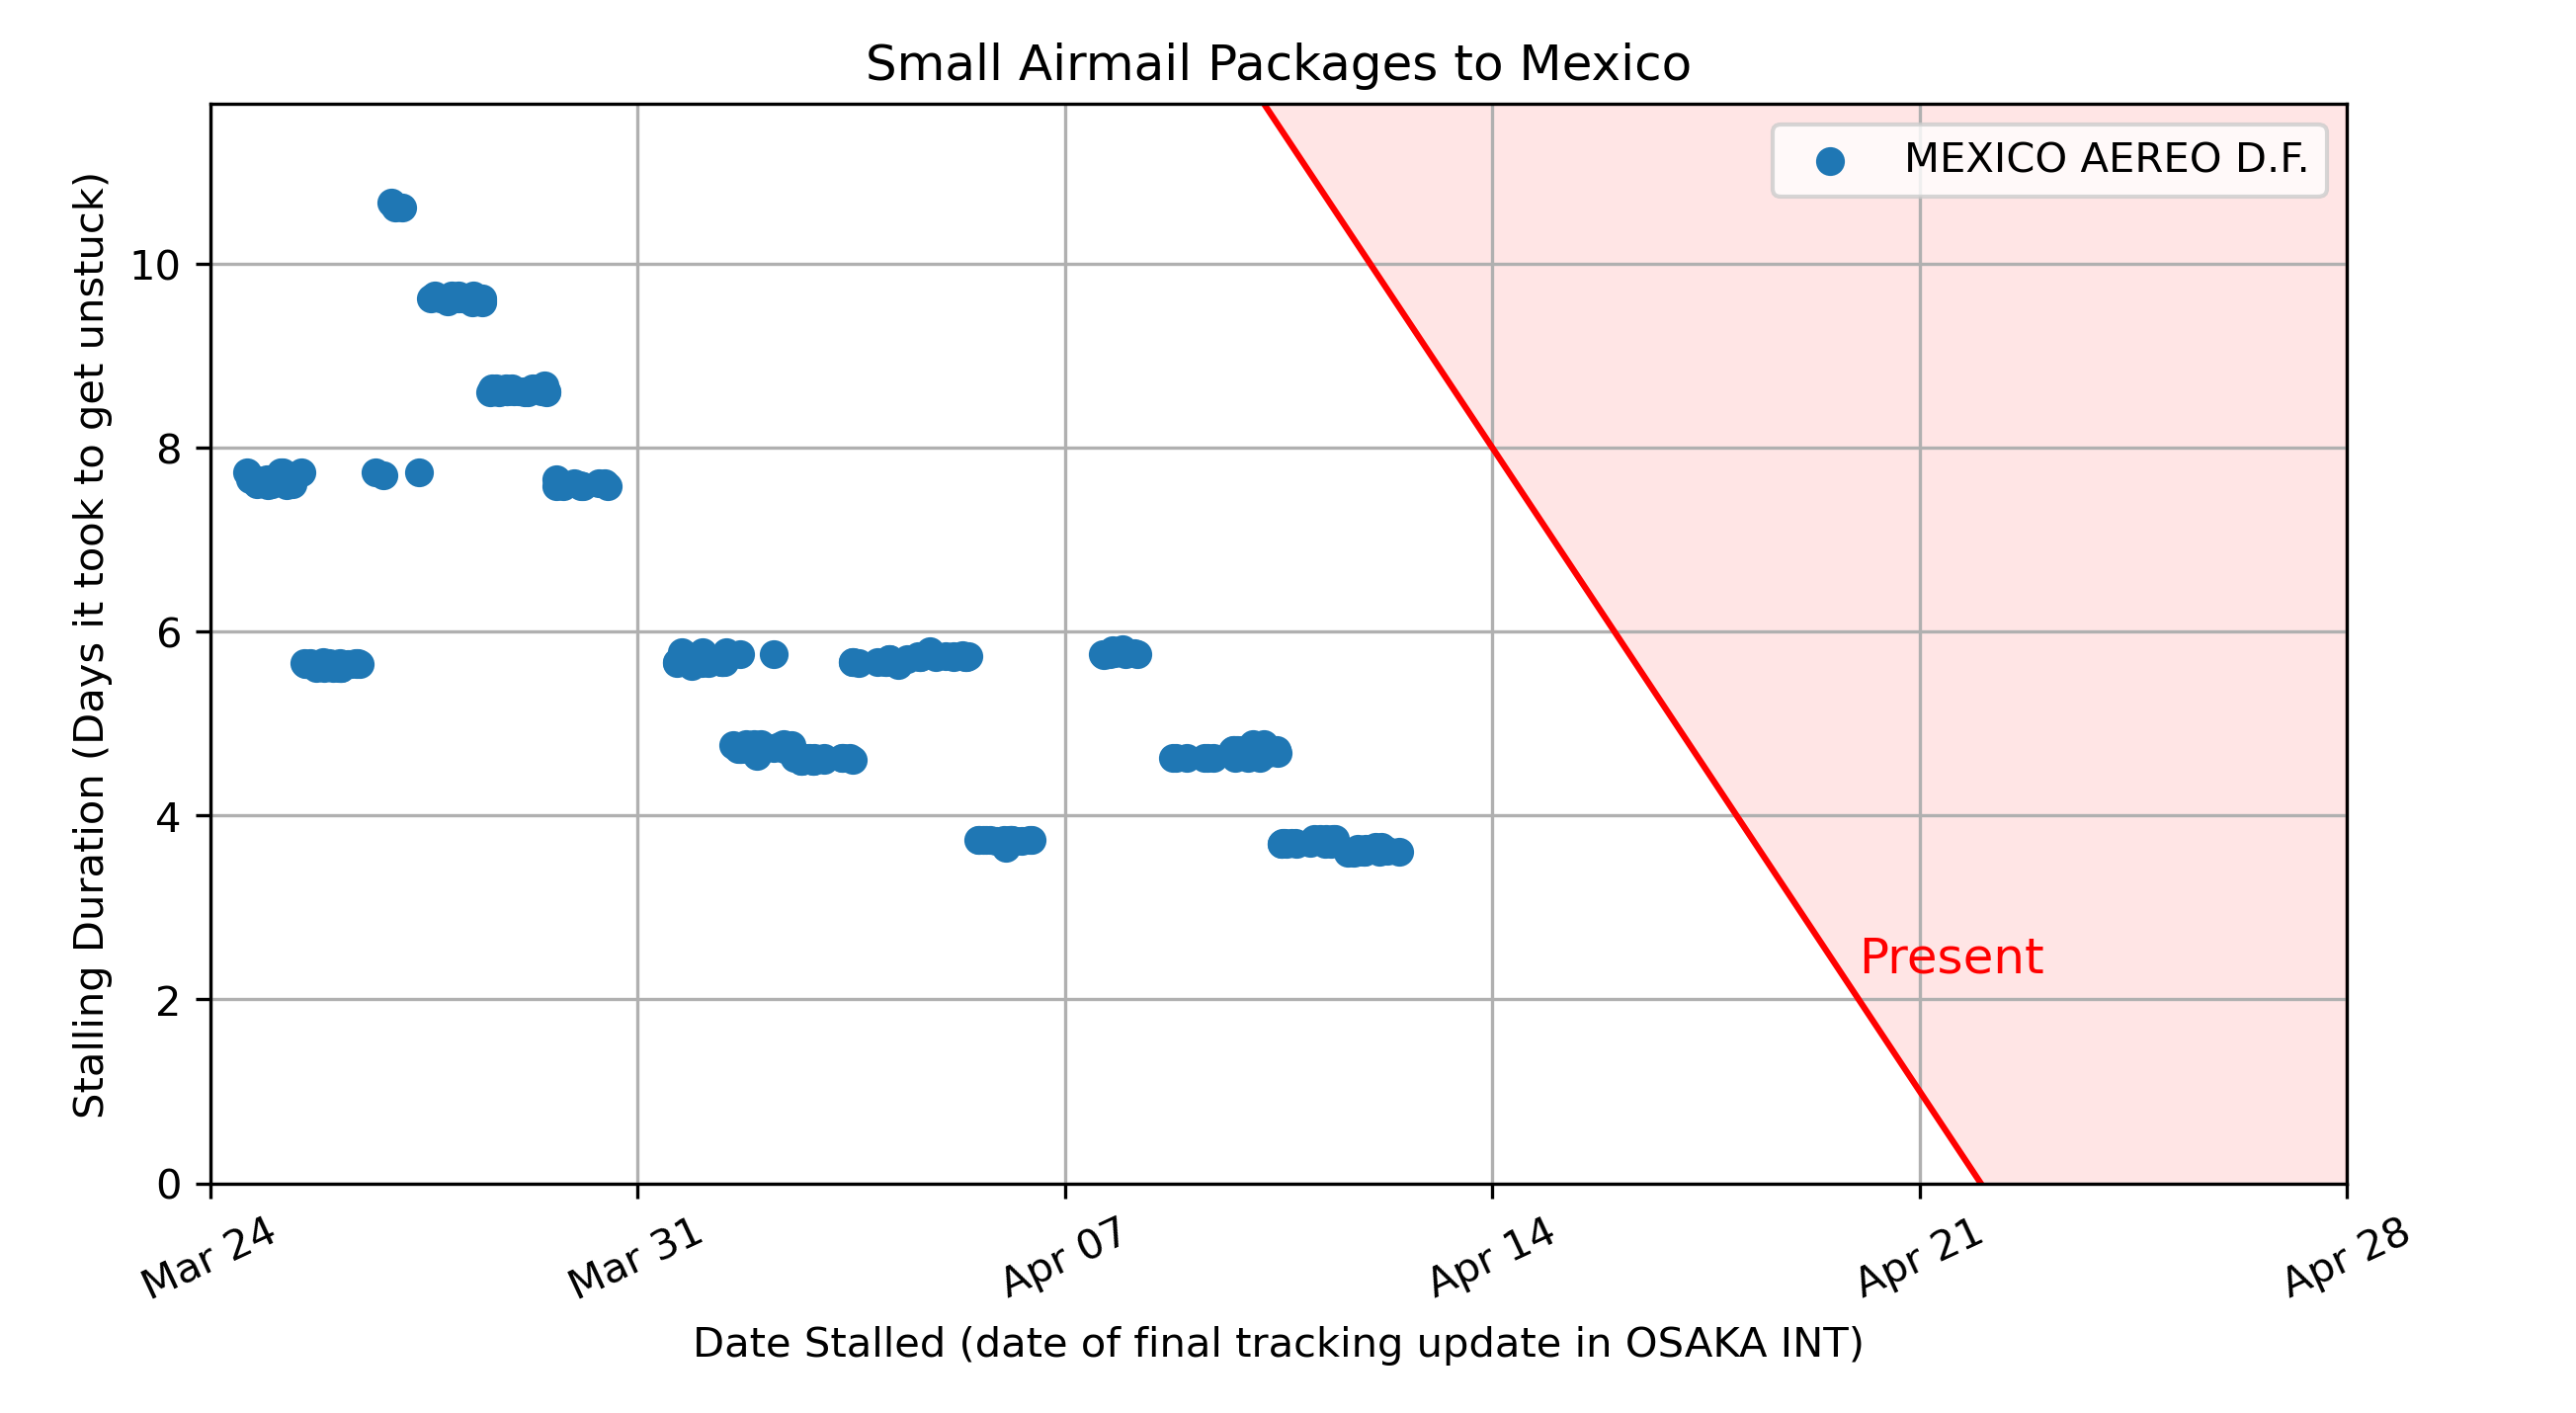 Small Airmail Packages to Mexico
MEXICO AEREO D.F.
Stalling Duration (Days it took to get unstuck)
10
8
6
4
2
0
Present
Mar 24
Mar 31
Apr 07
Apr 14
Apr 21
Apr 28
Date Stalled (date of final tracking update in OSAKA INT)